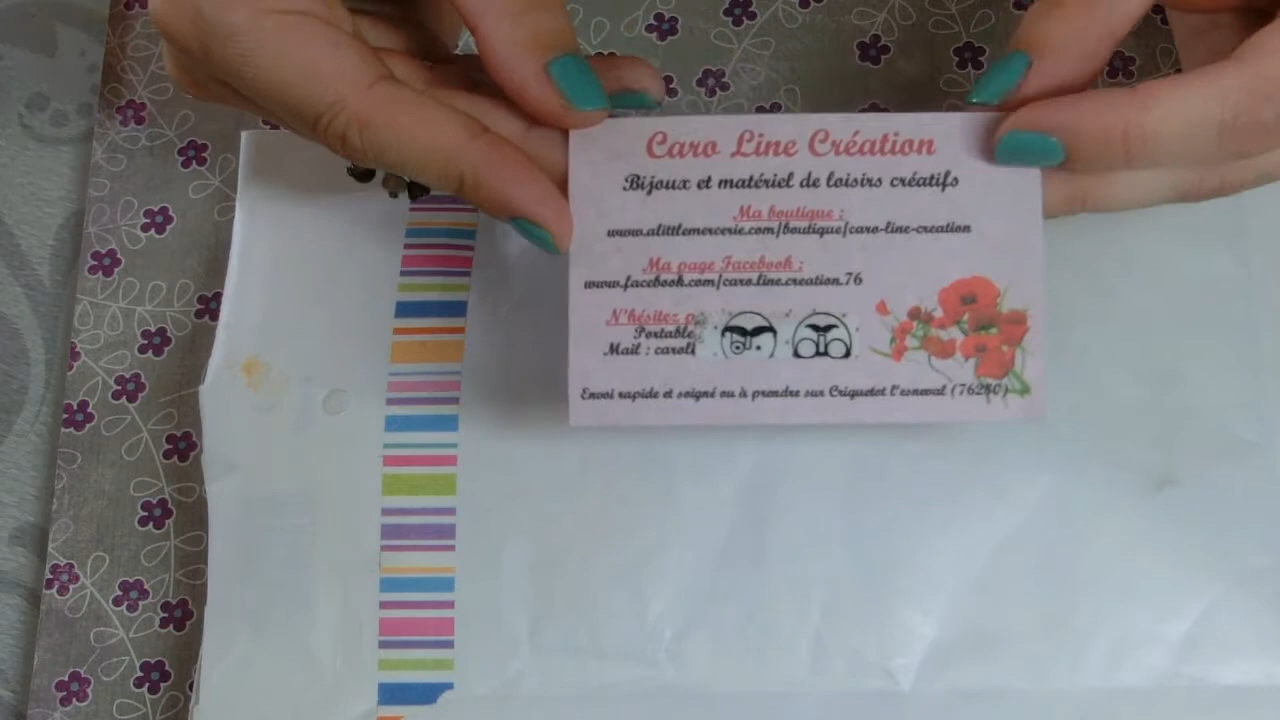 Caro Line Création
Bijoux et matériel de loisirs créatifs
Ma boutique :
www.alittlemercerie.com/boutique/caro-line-creation
Ma page Facebook :
www.facebook.com/caro.line.creation.76
N'hésitez
Portable
Mail :
Envoi rapide et soigné ou à prendre sur Criquetot l'esneval (76280)